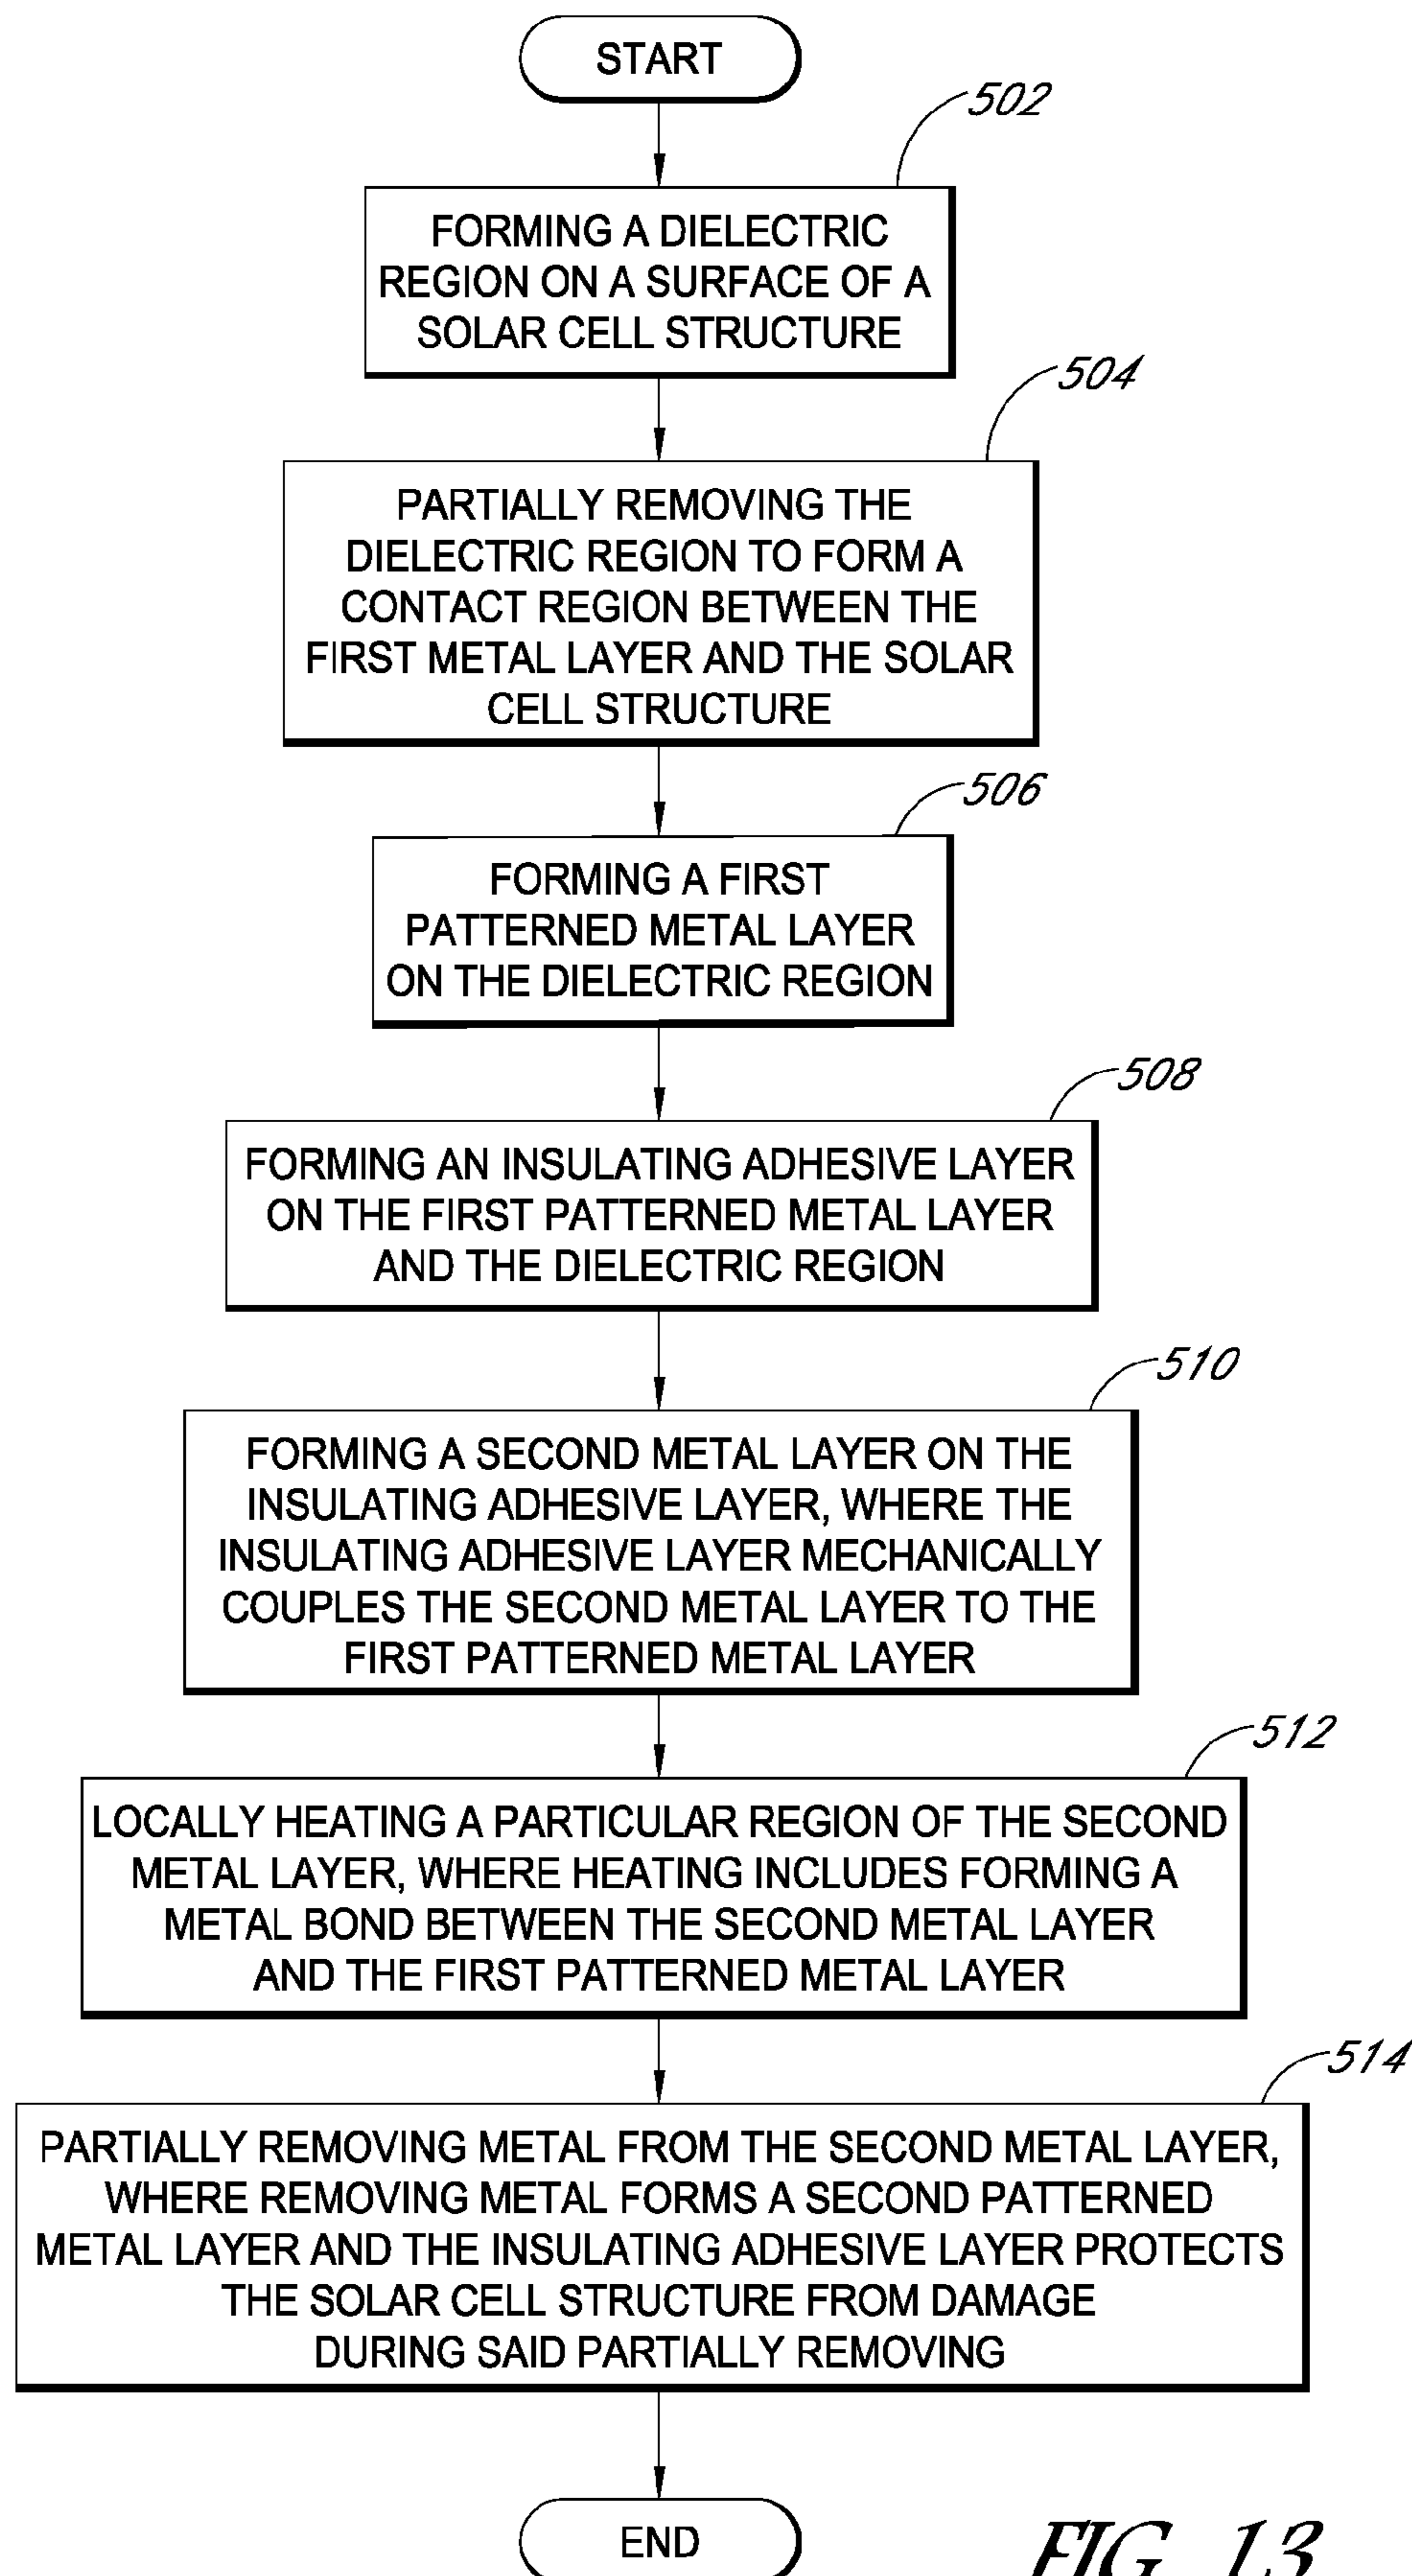 START
502
FORMING A DIELECTRIC
REGION ON A SURFACE OF A
SOLAR CELL STRUCTURE
504
PARTIALLY REMOVING THE
DIELECTRIC REGION TO FORM A
CONTACT REGION BETWEEN THE
FIRST METAL LAYER AND THE SOLAR
CELL STRUCTURE
506
FORMING A FIRST
PATTERNED METAL LAYER
ON THE DIELECTRIC REGION
508
FORMING AN INSULATING ADHESIVE LAYER
ON THE FIRST PATTERNED METAL LAYER
AND THE DIELECTRIC REGION
510
FORMING A SECOND METAL LAYER ON THE
INSULATING ADHESIVE LAYER, WHERE THE
INSULATING ADHESIVE LAYER MECHANICALLY
COUPLES THE SECOND METAL LAYER TO THE
FIRST PATTERNED METAL LAYER
512
LOCALLY HEATING A PARTICULAR REGION OF THE SECOND
METAL LAYER, WHERE HEATING INCLUDES FORMING A
METAL BOND BETWEEN THE SECOND METAL LAYER
AND THE FIRST PATTERNED METAL LAYER
514
PARTIALLY REMOVING METAL FROM THE SECOND METAL LAYER,
WHERE REMOVING METAL FORMS A SECOND PATTERNED
METAL LAYER AND THE INSULATING ADHESIVE LAYER PROTECTS
THE SOLAR CELL STRUCTURE FROM DAMAGE
DURING SAID PARTIALLY REMOVING
END
FIG. 13